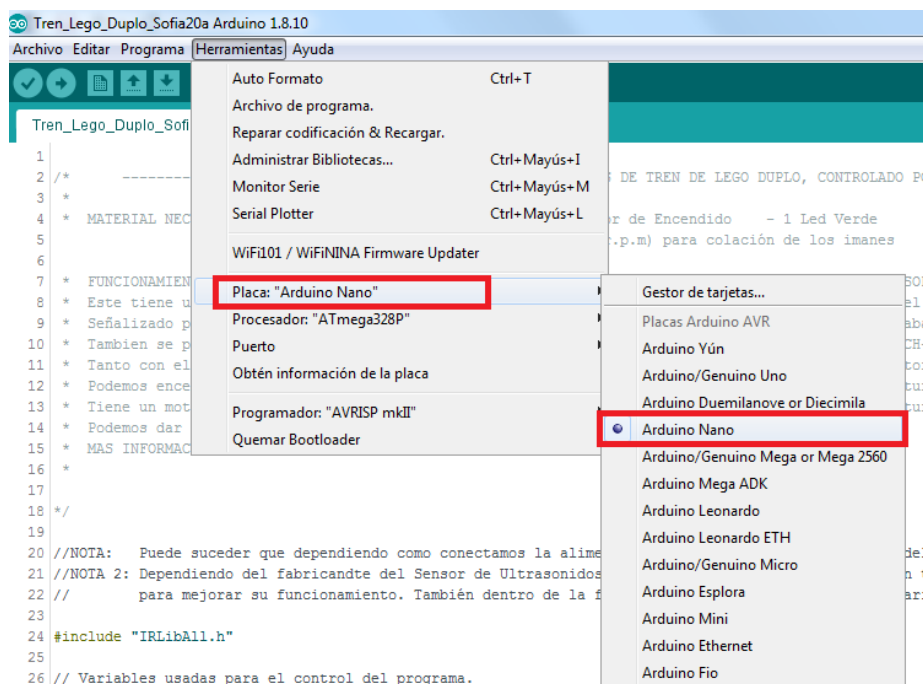 Tren_Lego_Duplo_Sofia20a Arduino 1.8.10
Archivo Editar Programa Herramientas Ayuda
Tren_Lego_Duplo_Sofi
Auto Formato Ctrl+T
Archivo de programa.
Reparar codificación & Recargar.
Administrar Bibliotecas... Ctrl+Mayús+I
Monitor Serie Ctrl+Mayús+M
Serial Plotter Ctrl+Mayús+L
WiFi101 / WiFiNINA Firmware Updater
Placa: "Arduino Nano"
Procesador: "ATmega328P"
Puerto
Obtén información de la placa
Programador: "AVRISP mkII"
Quemar Bootloader
Gestor de tarjetas...
Placas Arduino AVR
Arduino Yún
Arduino/Genuino Uno
Arduino Duemilanove or Diecimila
Arduino Nano
Arduino/Genuino Mega or Mega 2560
Arduino Mega ADK
Arduino Leonardo
Arduino Leonardo ETH
Arduino/Genuino Micro
Arduino Esplora
Arduino Mini
Arduino Ethernet
Arduino Fio
1
2 /* -------- DE TREN DE LEGO DUPLO, CONTROLADO
3 *
4 * MATERIAL de Encendido - 1 Led Verde
5 .p.m) para colación de los imanes
6
7 * FUNCIONAMIEN
8 * Este tiene
9 * Señalizado
10 * Tambien se
11 * Tanto con el
12 * Podemos
13 * Tiene un
14 * Podemos dar
15 * MAS
16 *
17
18 */
19
20 //NOTA: Puede suceder que dependiendo como conectamos la
21 //NOTA 2: Dependiendo del fabricandte del Sensor de Ultrasonidos
22 // para mejorar su funcionamiento. También dentro de la
23
24 #include "IRLibAll.h"
25
26 // Variables usadas para el control del programa.